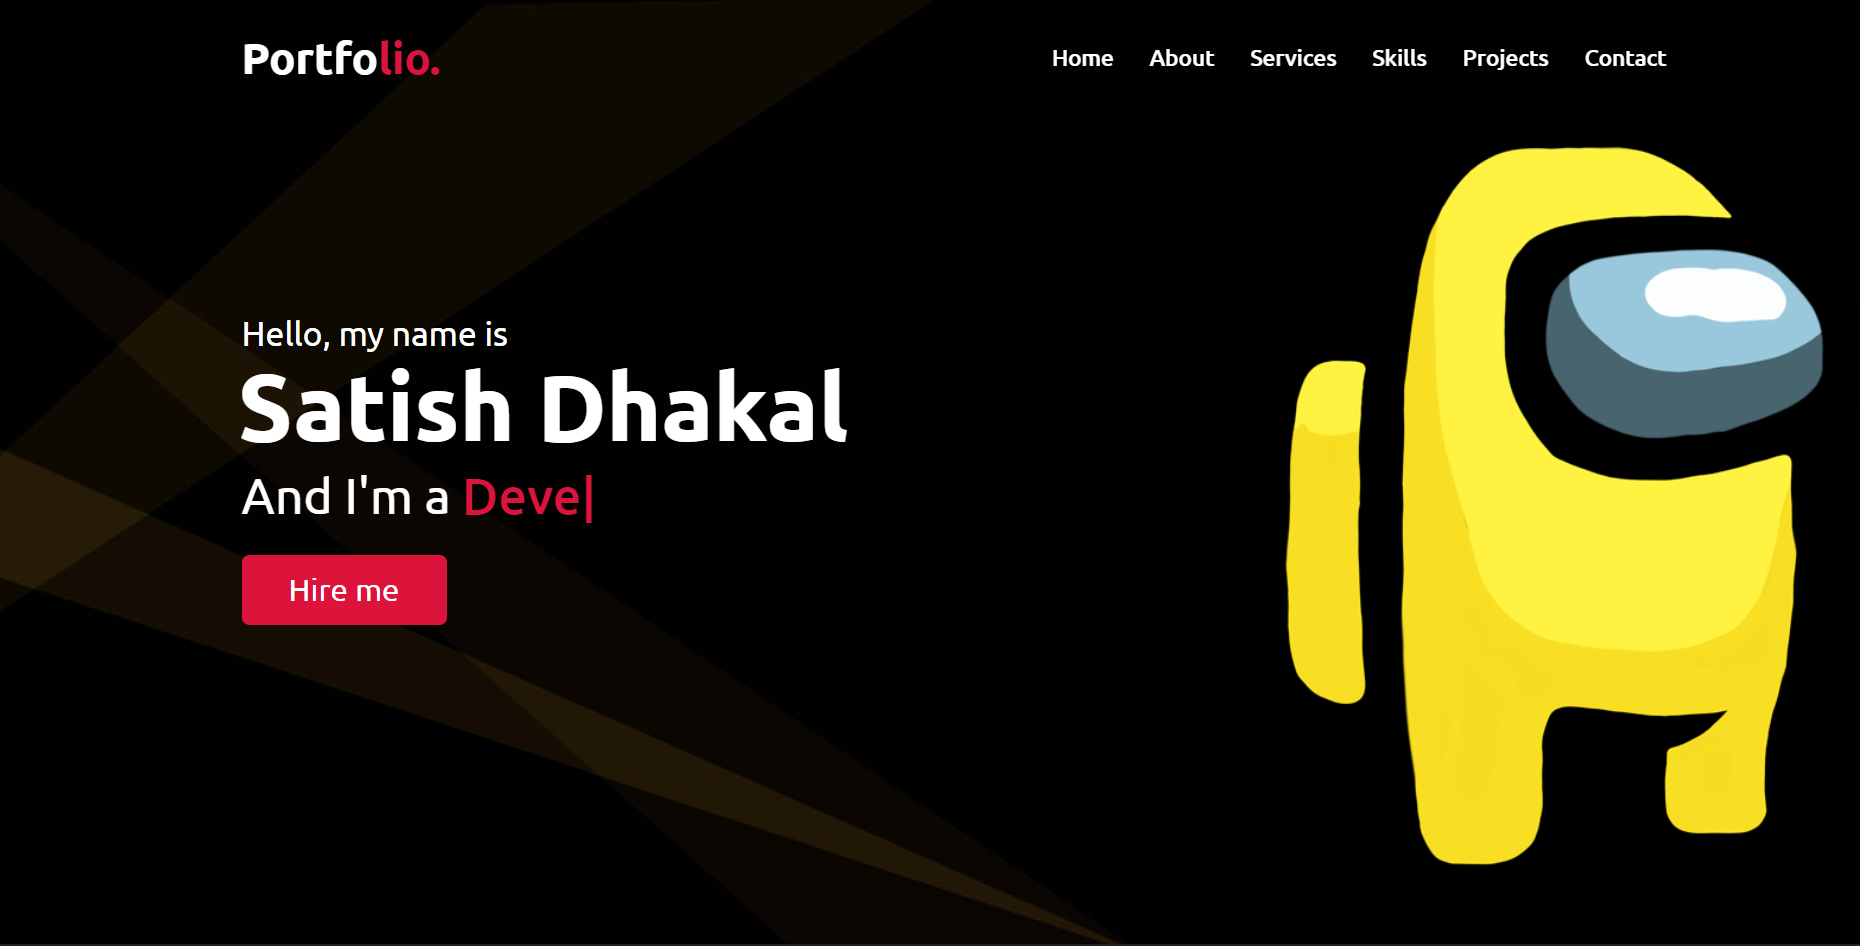 Portfolio.
Home About Services Skills Projects Contact
Hello, my name is
Satish Dhakal
And I'm a Deve|
Hire me